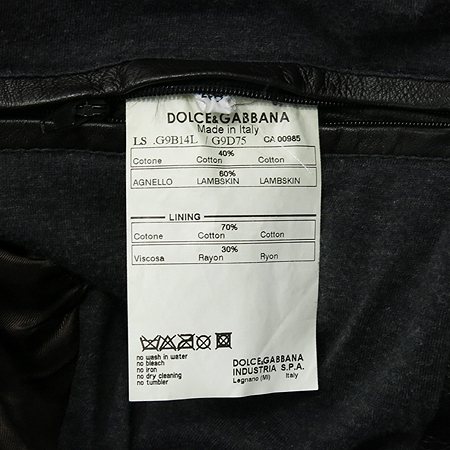 DOLCE&GABBANA
Made in Italy
LS .G9B14L / G9D75 CA 00985
40%
Cotone Cotton Cotton
60%
AGNELLO LAMBSKIN LAMBSKIN
LINING
70%
Cotone Cotton Cotton
30%
Viscosa Rayon Ryon
no wash in water
no bleach
no iron
no dry cleaning
no tumbler
DOLCE&GABBANA
INDUSTRIA S.P.A.
Legnano (MI) Italy